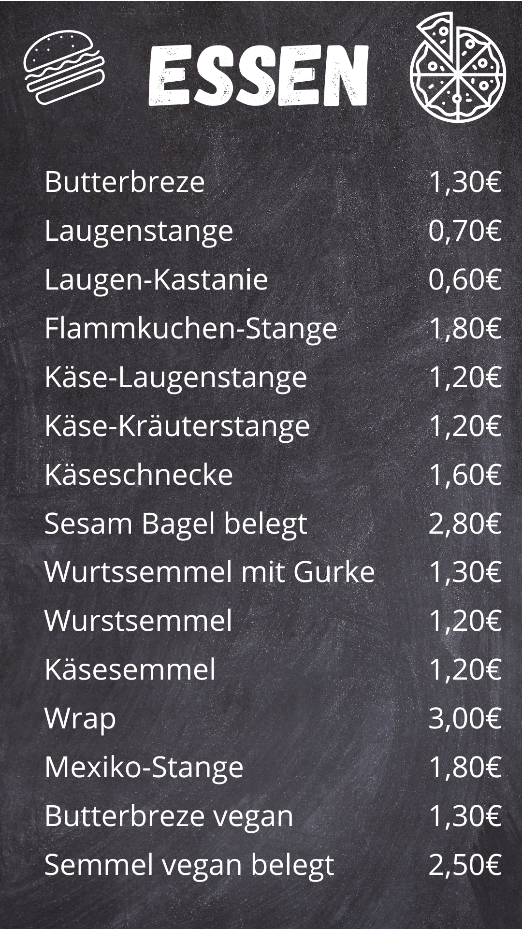 ESSEN
Butterbreze 1,30€
Laugenstange 0,70€
Laugen-Kastanie 0,60€
Flammkuchen-Stange 1,80€
Käse-Laugenstange 1,20€
Käse-Kräuterstange 1,20€
Käseschnecke 1,60€
Sesam Bagel belegt 2,80€
Wurtssemmel mit Gurke 1,30€
Wurstsemmel 1,20€
Käsesemmel 1,20€
Wrap 3,00€
Mexiko-Stange 1,80€
Butterbreze vegan 1,30€
Semmel vegan belegt 2,50€